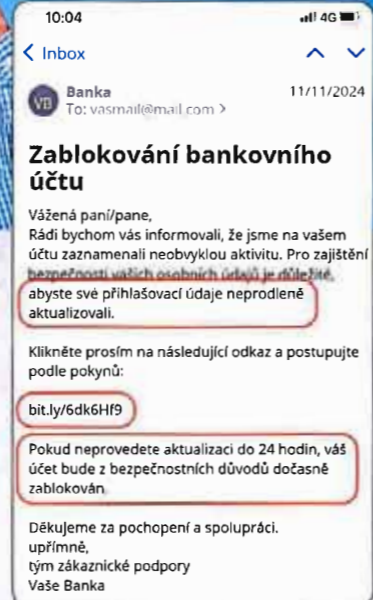 10:04
4G
Inbox
VB
Banka
11/11/2024
To: vasmail@mail.com >
Zablokování bankovního
účtu
Vážená paní/pane,
Rádi bychom vás informovali, že jsme na vašem
účtu zaznamenali neobvyklou aktivitu. Pro zajištění
bezpečnosti vašich osobních údajů je důležité,
abyste své přihlašovací údaje neprodleně
aktualizovali.
Klikněte prosím na následující odkaz a postupujte
podle pokynů:
bit.ly/6dk6Hf9
Pokud neprovedete aktualizaci do 24 hodin, váš
účet bude z bezpečnostních důvodů dočasně
zablokován.
Děkujeme za pochopení a spolupráci.
upřímně,
tým zákaznické podpory
Vaše Banka